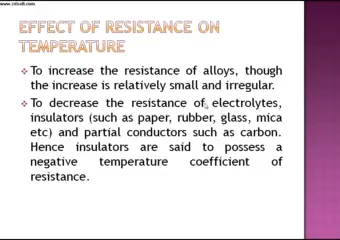 EFFECT OF RESISTANCE ON
TEMPERATURE
To increase the resistance of alloys, though
the increase is relatively small and irregular.
To decrease the resistance of electrolytes,
insulators (such as paper, rubber, glass, mica
etc) and partial conductors such as carbon.
Hence insulators are said to possess a
negative temperature coefficient of
resistance.